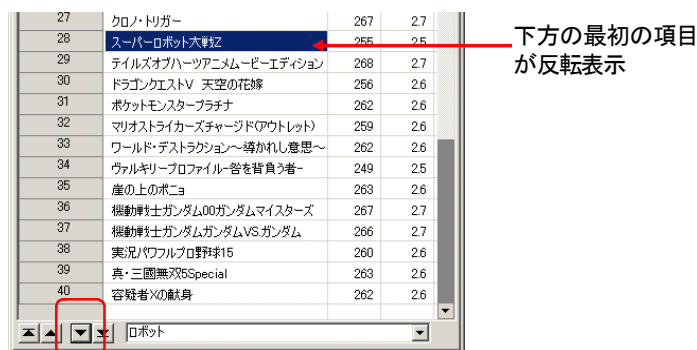 27 クロノ・トリガー 267 2.7
28 スーパーロボット大戦Z 255 2.5
29 テイルズオブハーツアニメムービーエディション 268 2.7
30 ドラゴンクエストV 天空の花嫁 256 2.6
31 ポケットモンスタープラチナ 262 2.6
32 マリオストライカーズチャージド(アウトレット) 259 2.6
33 ワールド・デストラクション～導かれし意思～ 262 2.6
34 ヴァルキリープロファイル-咎を背負う者- 249 2.5
35 崖の上のポニョ 263 2.6
36 機動戦士ガンダム00ガンダムマイスターズ 267 2.7
37 機動戦士ガンダムガンダムVS.ガンダム 266 2.7
38 実況パワフルプロ野球15 260 2.6
39 真・三國無双5Special 263 2.6
40 容疑者Xの献身 262 2.6
ロボット
下方の最初の項目
が反転表示